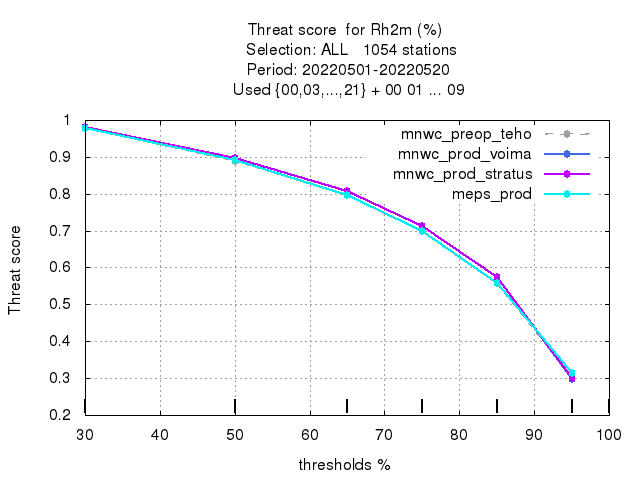 Threat score for Rh2m (%)
Selection: ALL 1054 stations
Period: 20220501-20220520
Used {00,03,...,21} + 00 01 ... 09
mnwc_preop_teho
mnwc_prod_voima
mnwc_prod_stratus
meps_prod
Threat score
1
0.9
0.8
0.7
0.6
0.5
0.4
0.3
0.2
30 40 50 60 70 80 90 100
thresholds %